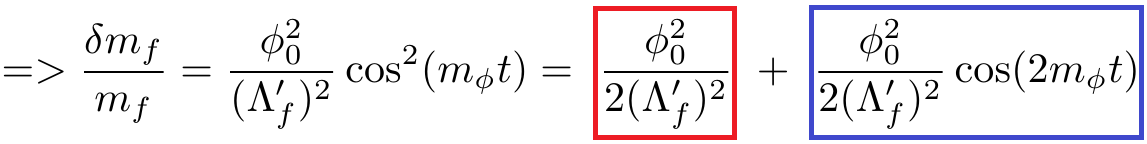 => δm_f/m_f = ϕ_0^2/(Λ′_f)^2 cos^2(m_ϕ t) = ϕ_0^2/2(Λ′_f)^2 + ϕ_0^2/2(Λ′_f)^2 cos(2m_ϕ t)